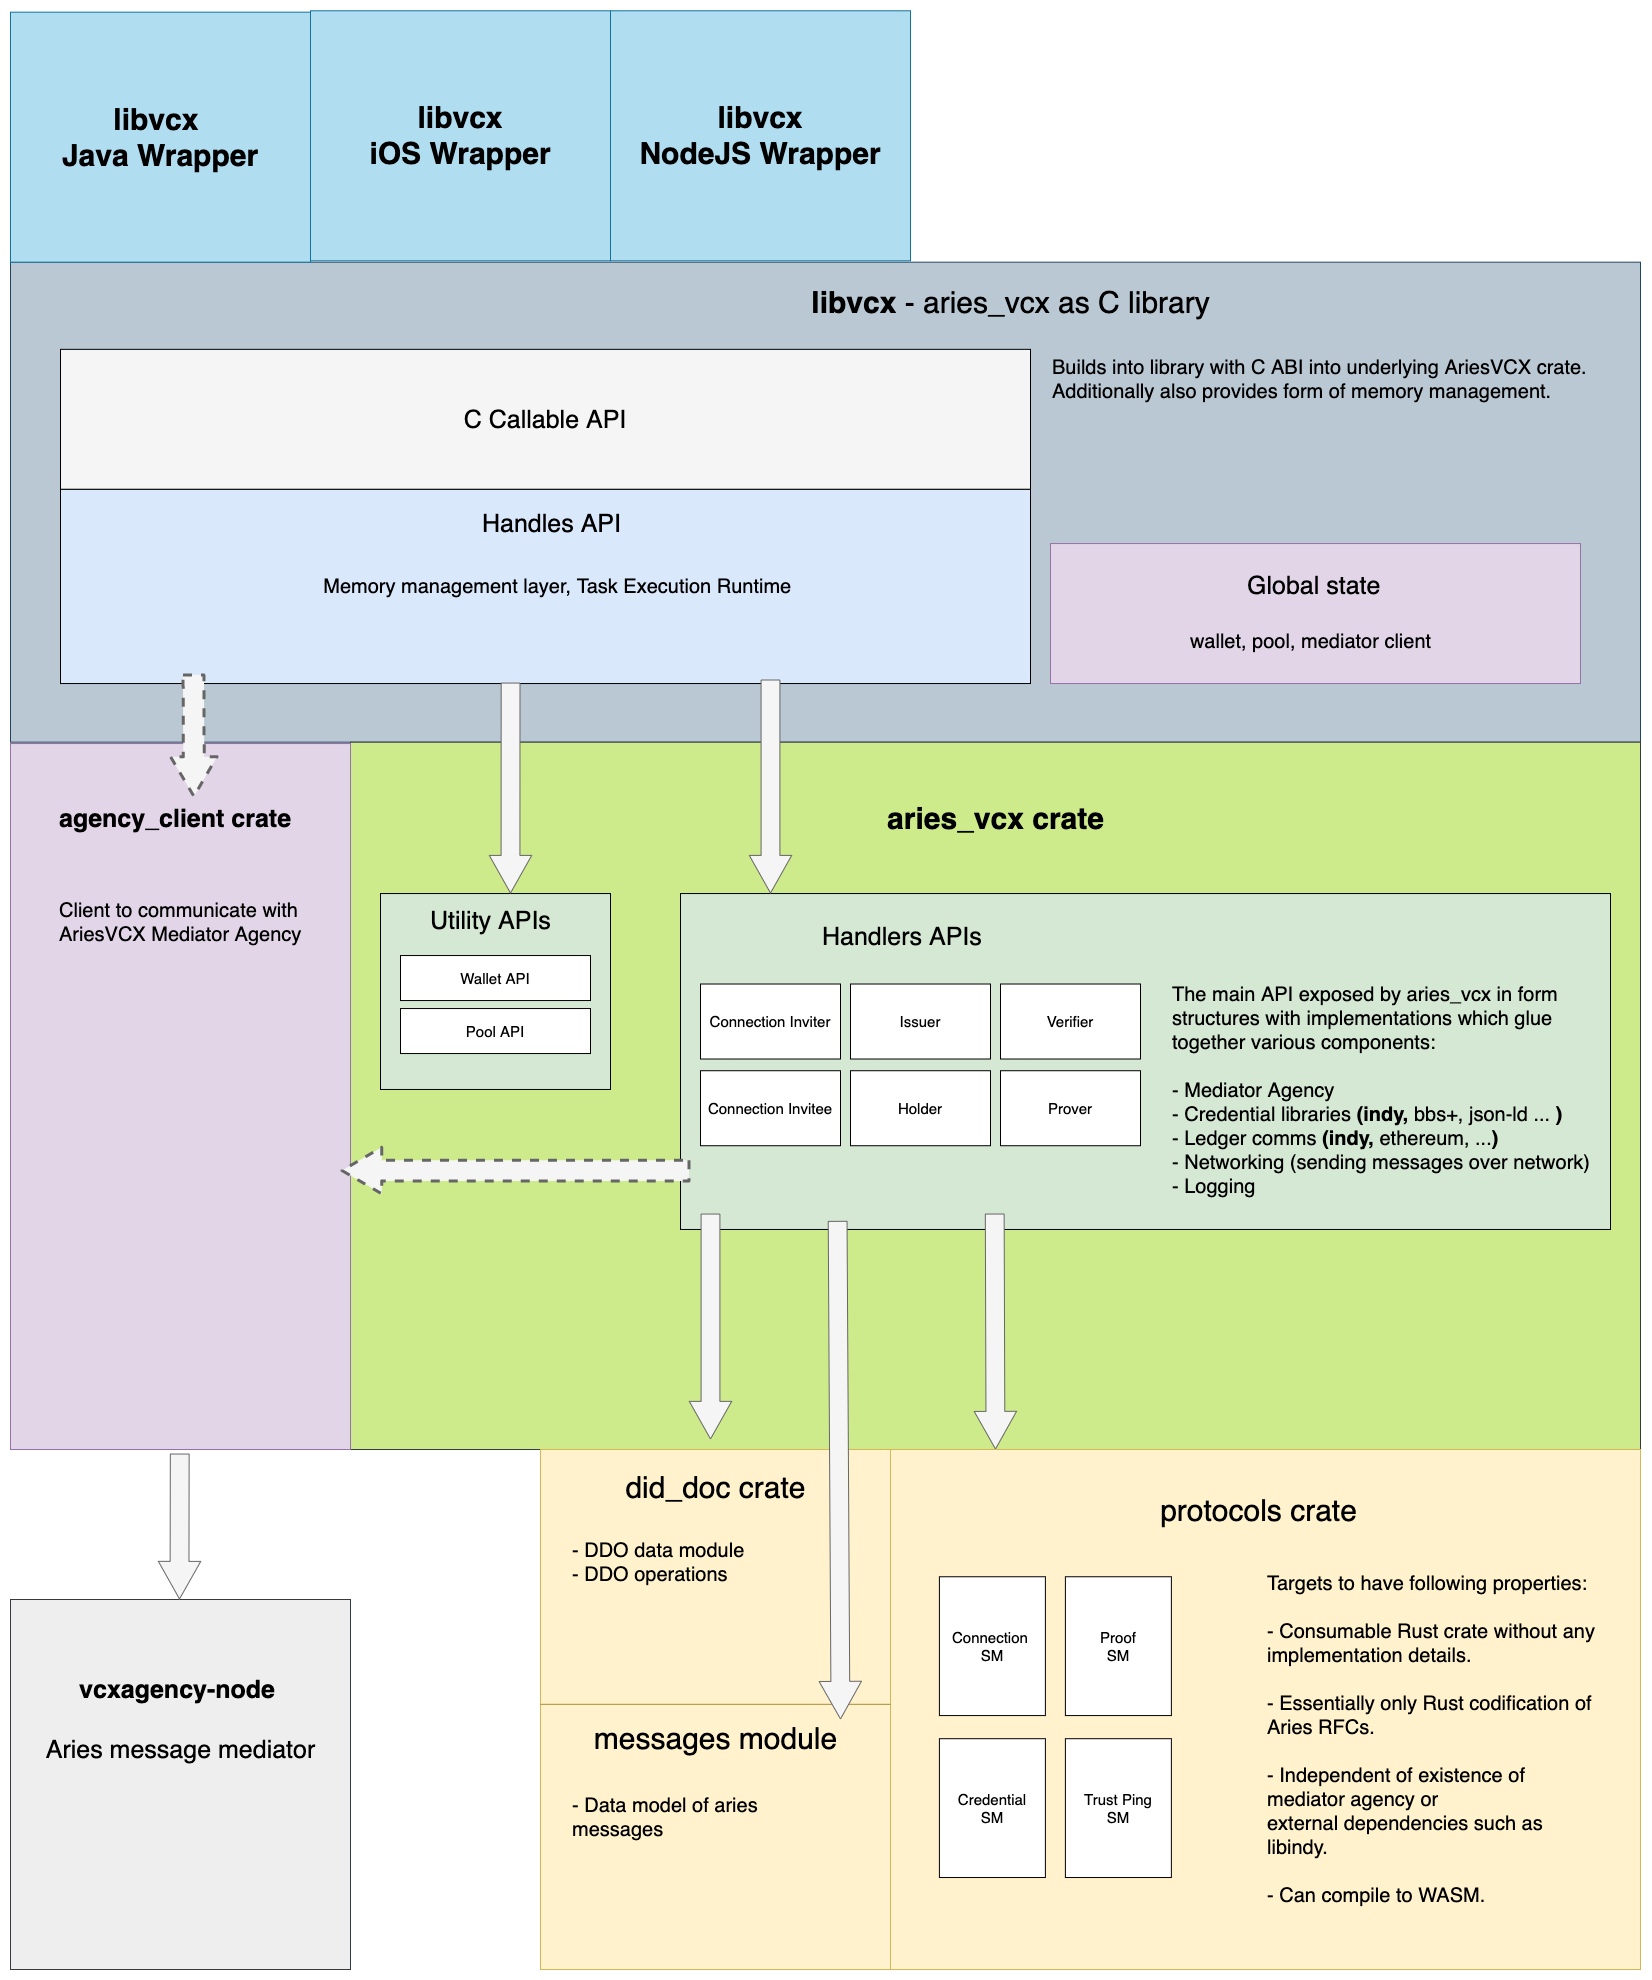 libvcx
Java Wrapper
libvcx
iOS Wrapper
libvcx
NodeJS Wrapper
libvcx - aries_vcx as C library
Builds into library with C ABI into underlying AriesVCX crate.
Additionally also provides form of memory management.
C Callable API
Handles API
Memory management layer, Task Execution Runtime
Global state
wallet, pool, mediator client
agency_client crate
Client to communicate with
AriesVCX Mediator Agency
aries_vcx crate
Utility APIs
Wallet API
Pool API
Handlers APIs
Connection Inviter
Issuer
Verifier
Connection Invitee
Holder
Prover
The main API exposed by aries_vcx in form
structures with implementations which glue
together various components:
- Mediator Agency
- Credential libraries (indy, bbs+, json-ld ... )
- Ledger comms (indy, ethereum, ...)
- Networking (sending messages over network)
- Logging
did_doc crate
- DDO data module
- DDO operations
messages module
- Data model of aries
messages
protocols crate
Connection
SM
Proof
SM
Credential
SM
Trust Ping
SM
Targets to have following properties:
- Consumable Rust crate without any
implementation details.
- Essentially only Rust codification of
Aries RFCs.
- Independent of existence of
mediator agency or
external dependencies such as
libindy.
- Can compile to WASM.
vcxagency-node
Aries message mediator